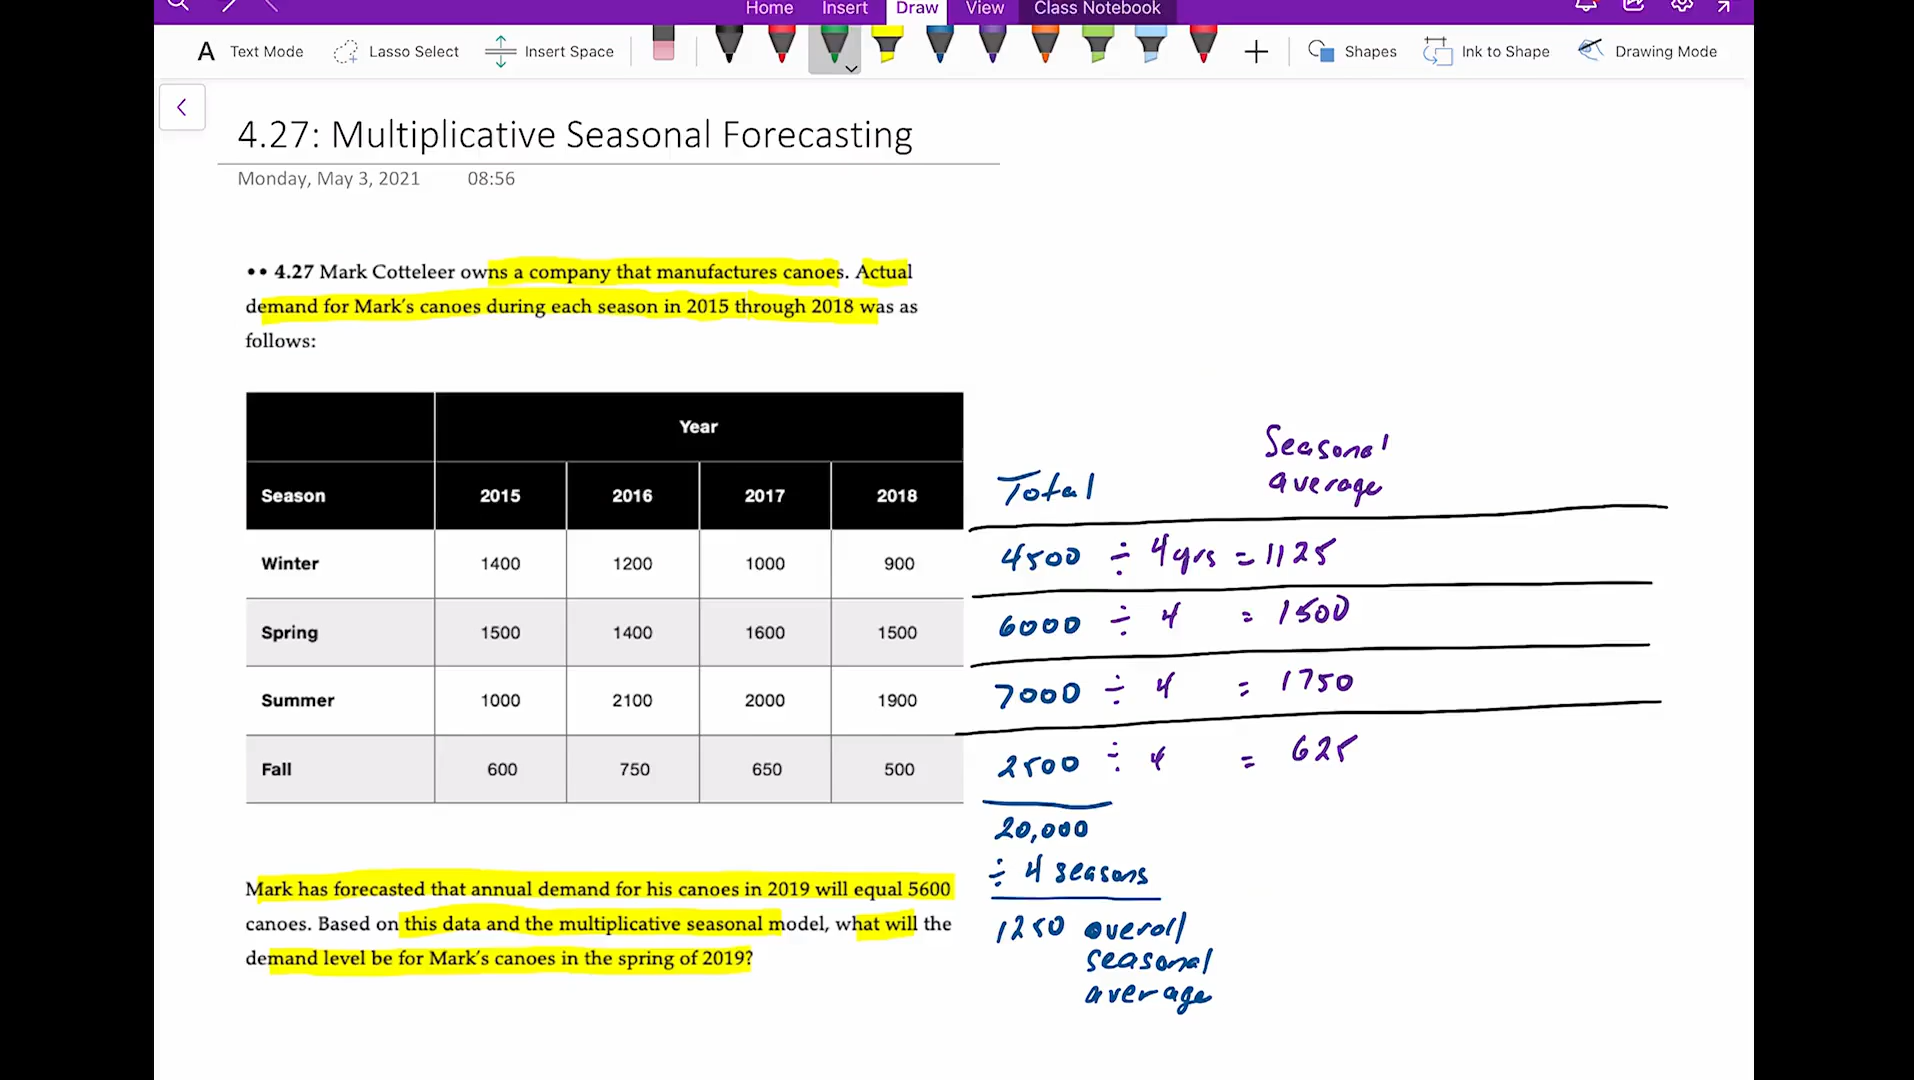 Home Insert Draw View Class Notebook
A Text Mode Lasso Select Insert Space Shapes Ink to Shape Drawing Mode
4.27: Multiplicative Seasonal Forecasting
Monday, May 3, 2021 08:56
•• 4.27 Mark Cotteleer owns a company that manufactures canoes. Actual
demand for Mark's canoes during each season in 2015 through 2018 was as
follows:
Year
Seasonal
average
Season 2015 2016 2017 2018 Total
Winter 1400 1200 1000 900 4500 ÷ 4yrs = 1125
Spring 1500 1400 1600 1500 6000 ÷ 4 = 1500
Summer 1000 2100 2000 1900 7000 ÷ 4 = 1750
Fall 600 750 650 500 2500 ÷ 4 = 625
20,000
÷ 4 seasons
1250 overall
seasonal
average
Mark has forecasted that annual demand for his canoes in 2019 will equal 5600
canoes. Based on this data and the multiplicative seasonal model, what will the
demand level be for Mark's canoes in the spring of 2019?